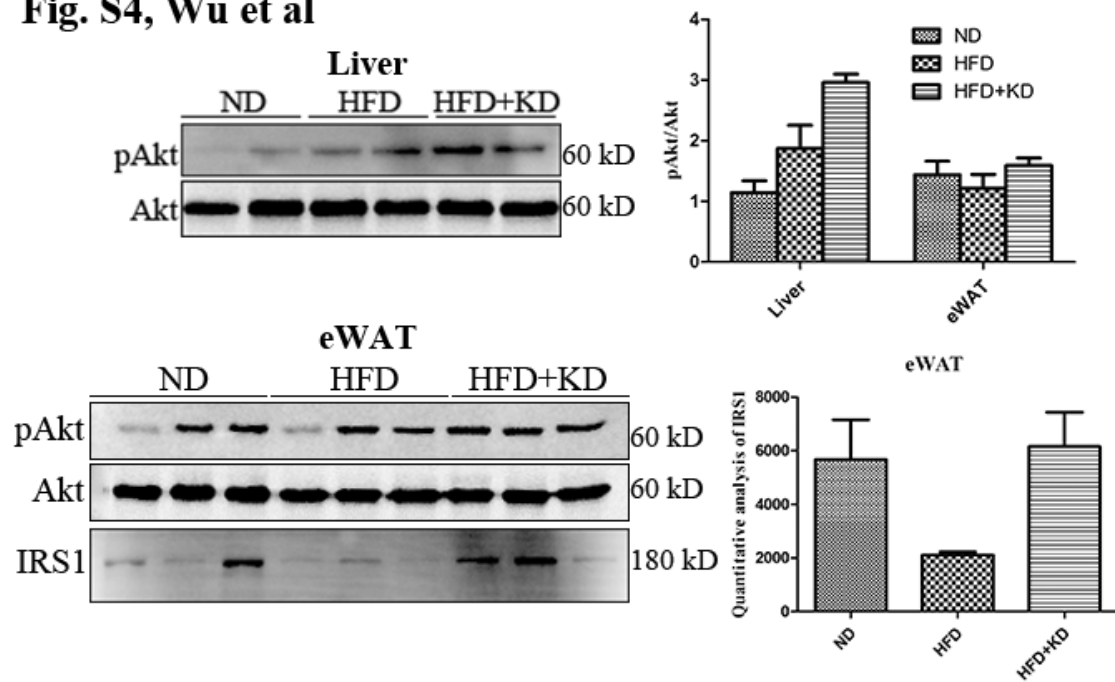 Fig. S4, Wu et al
Liver
ND HFD HFD+KD
pAkt 60 kD
Akt 60 kD
pAkt/Akt
4
3
2
1
0
ND
HFD
HFD+KD
Liver eWAT
eWAT
ND HFD HFD+KD
pAkt 60 kD
Akt 60 kD
IRS1 180 kD
eWAT
Quantitative analysis of IRS1
8000
6000
4000
2000
0
ND HFD HFD+KD